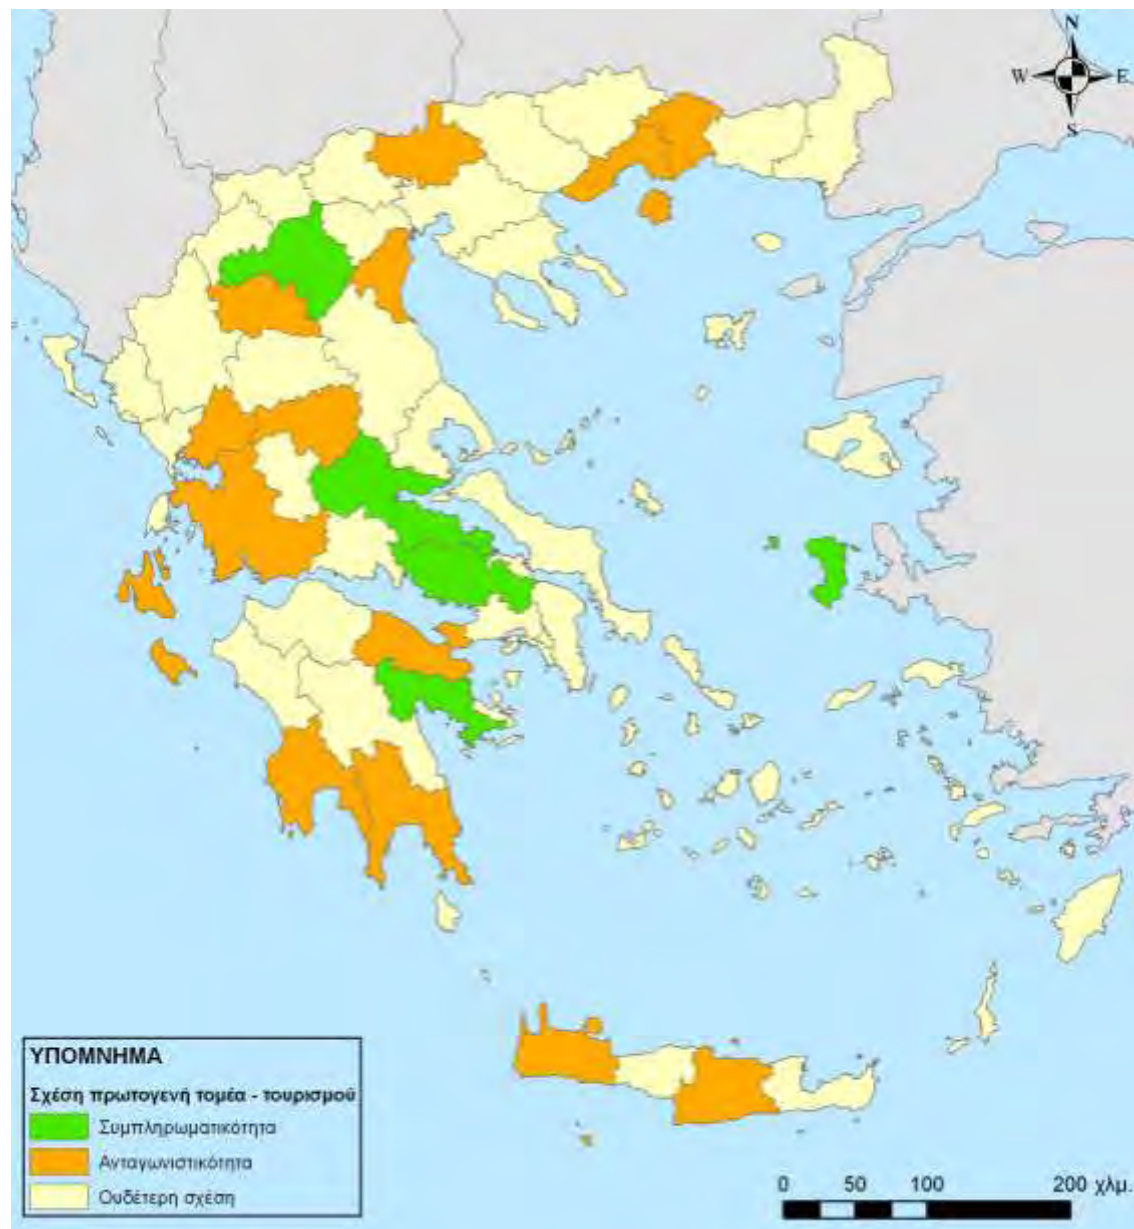 N
W E.
S
ΥΠΟΜΝΗΜΑ
Σχέση πρωτογενή τομέα - τουρισμού
Συμπληρωματικότητα
Ανταγωνιστικότητα
Ουδέτερη σχέση
0 50 100 200 χλμ.